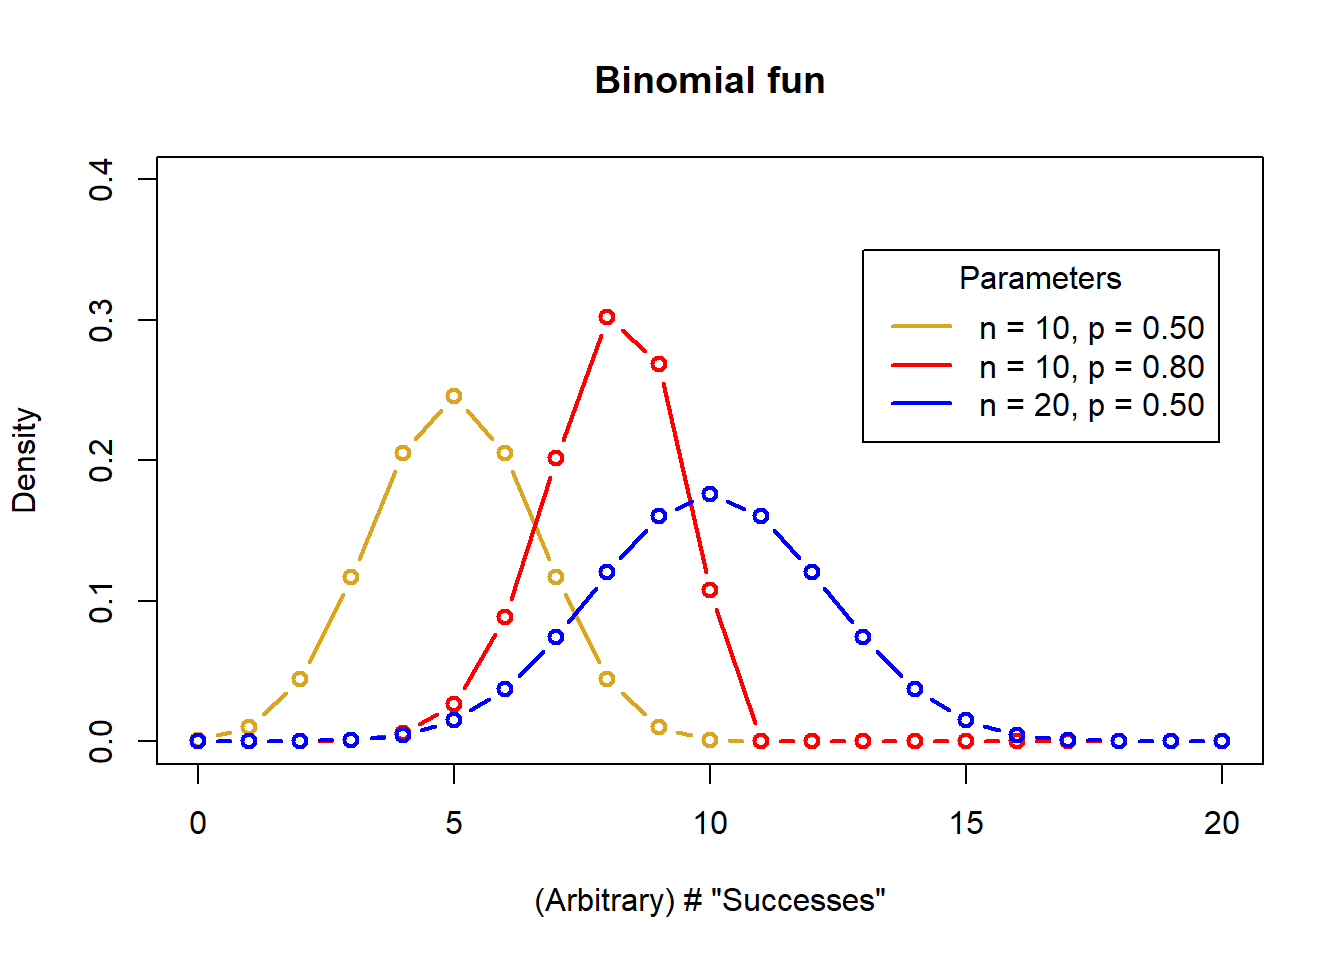 Binomial fun
0.4
0.3
0.2
0.1
0.0
Density
Parameters
n = 10, p = 0.50
n = 10, p = 0.80
n = 20, p = 0.50
0 5 10 15 20
(Arbitrary) # "Successes"